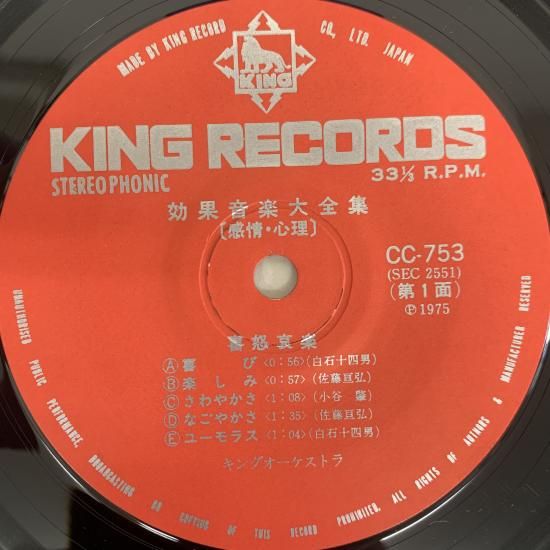 MADE BY KING RECORD CO., LTD. JAPAN
KING
KING RECORDS
STEREOPHONIC
33⅓ R.P.M.
効果音楽大全集
〔感情・心理〕
CC-753
(SEC 2551)
(第1面)
Ⓟ1975
喜怒哀楽
Ⓐ喜び<0:56>(白石十四男)
Ⓑ楽しみ<0:57>(佐藤亘弘)
Ⓒさわやかさ<1:08>(小谷 肇)
Ⓓなごやかさ<1:35>(佐藤亘弘)
Ⓔユーモラス<1:04>(白石十四男)
キングオーケストラ
UNAUTHORISED PUBLIC PERFORMANCE, BROADCASTING OR COPYING OF THIS RECORD PROHIBITED. ALL RIGHTS OF AUTHORS & MANUFACTURER RESERVED